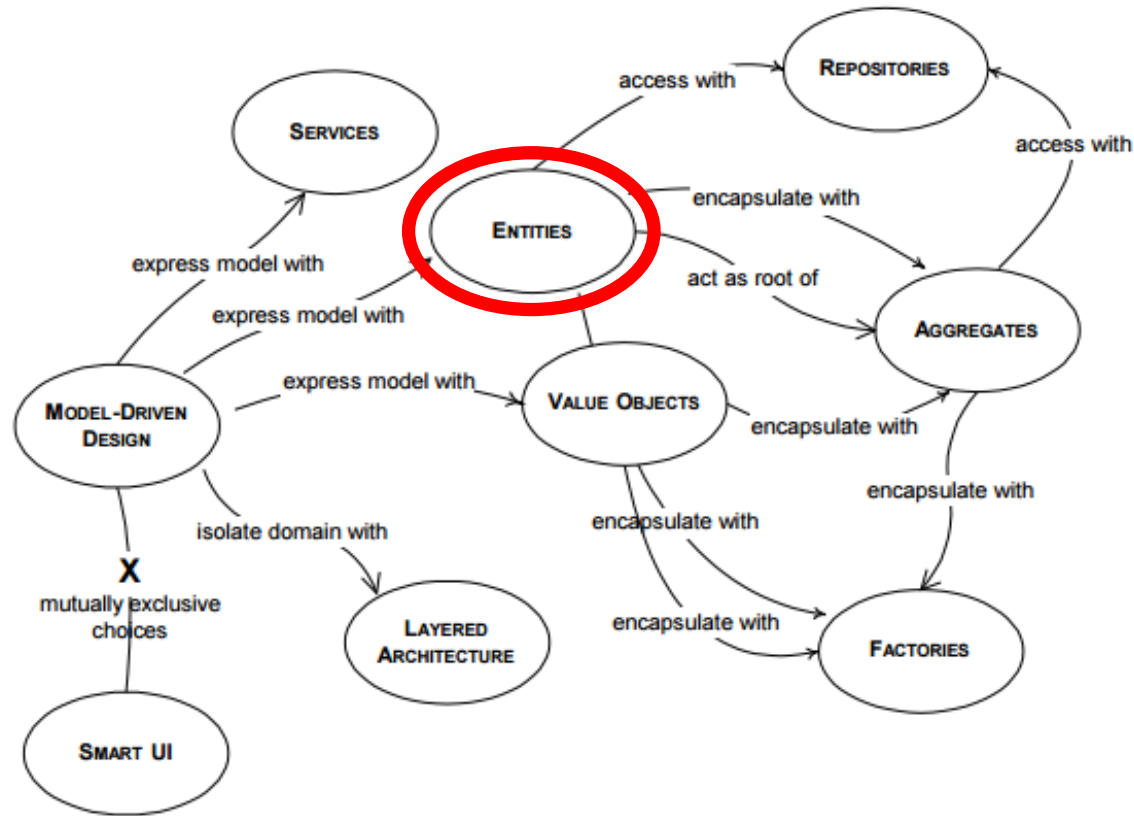 REPOSITORIES
access with
SERVICES
access with
encapsulate with
ENTITIES
express model with
act as root of
express model with
AGGREGATES
express model with
VALUE OBJECTS
MODEL-DRIVEN
DESIGN
encapsulate with
encapsulate with
encapsulate with
isolate domain with
X
mutually exclusive
choices
encapsulate with
LAYERED
ARCHITECTURE
FACTORIES
SMART UI